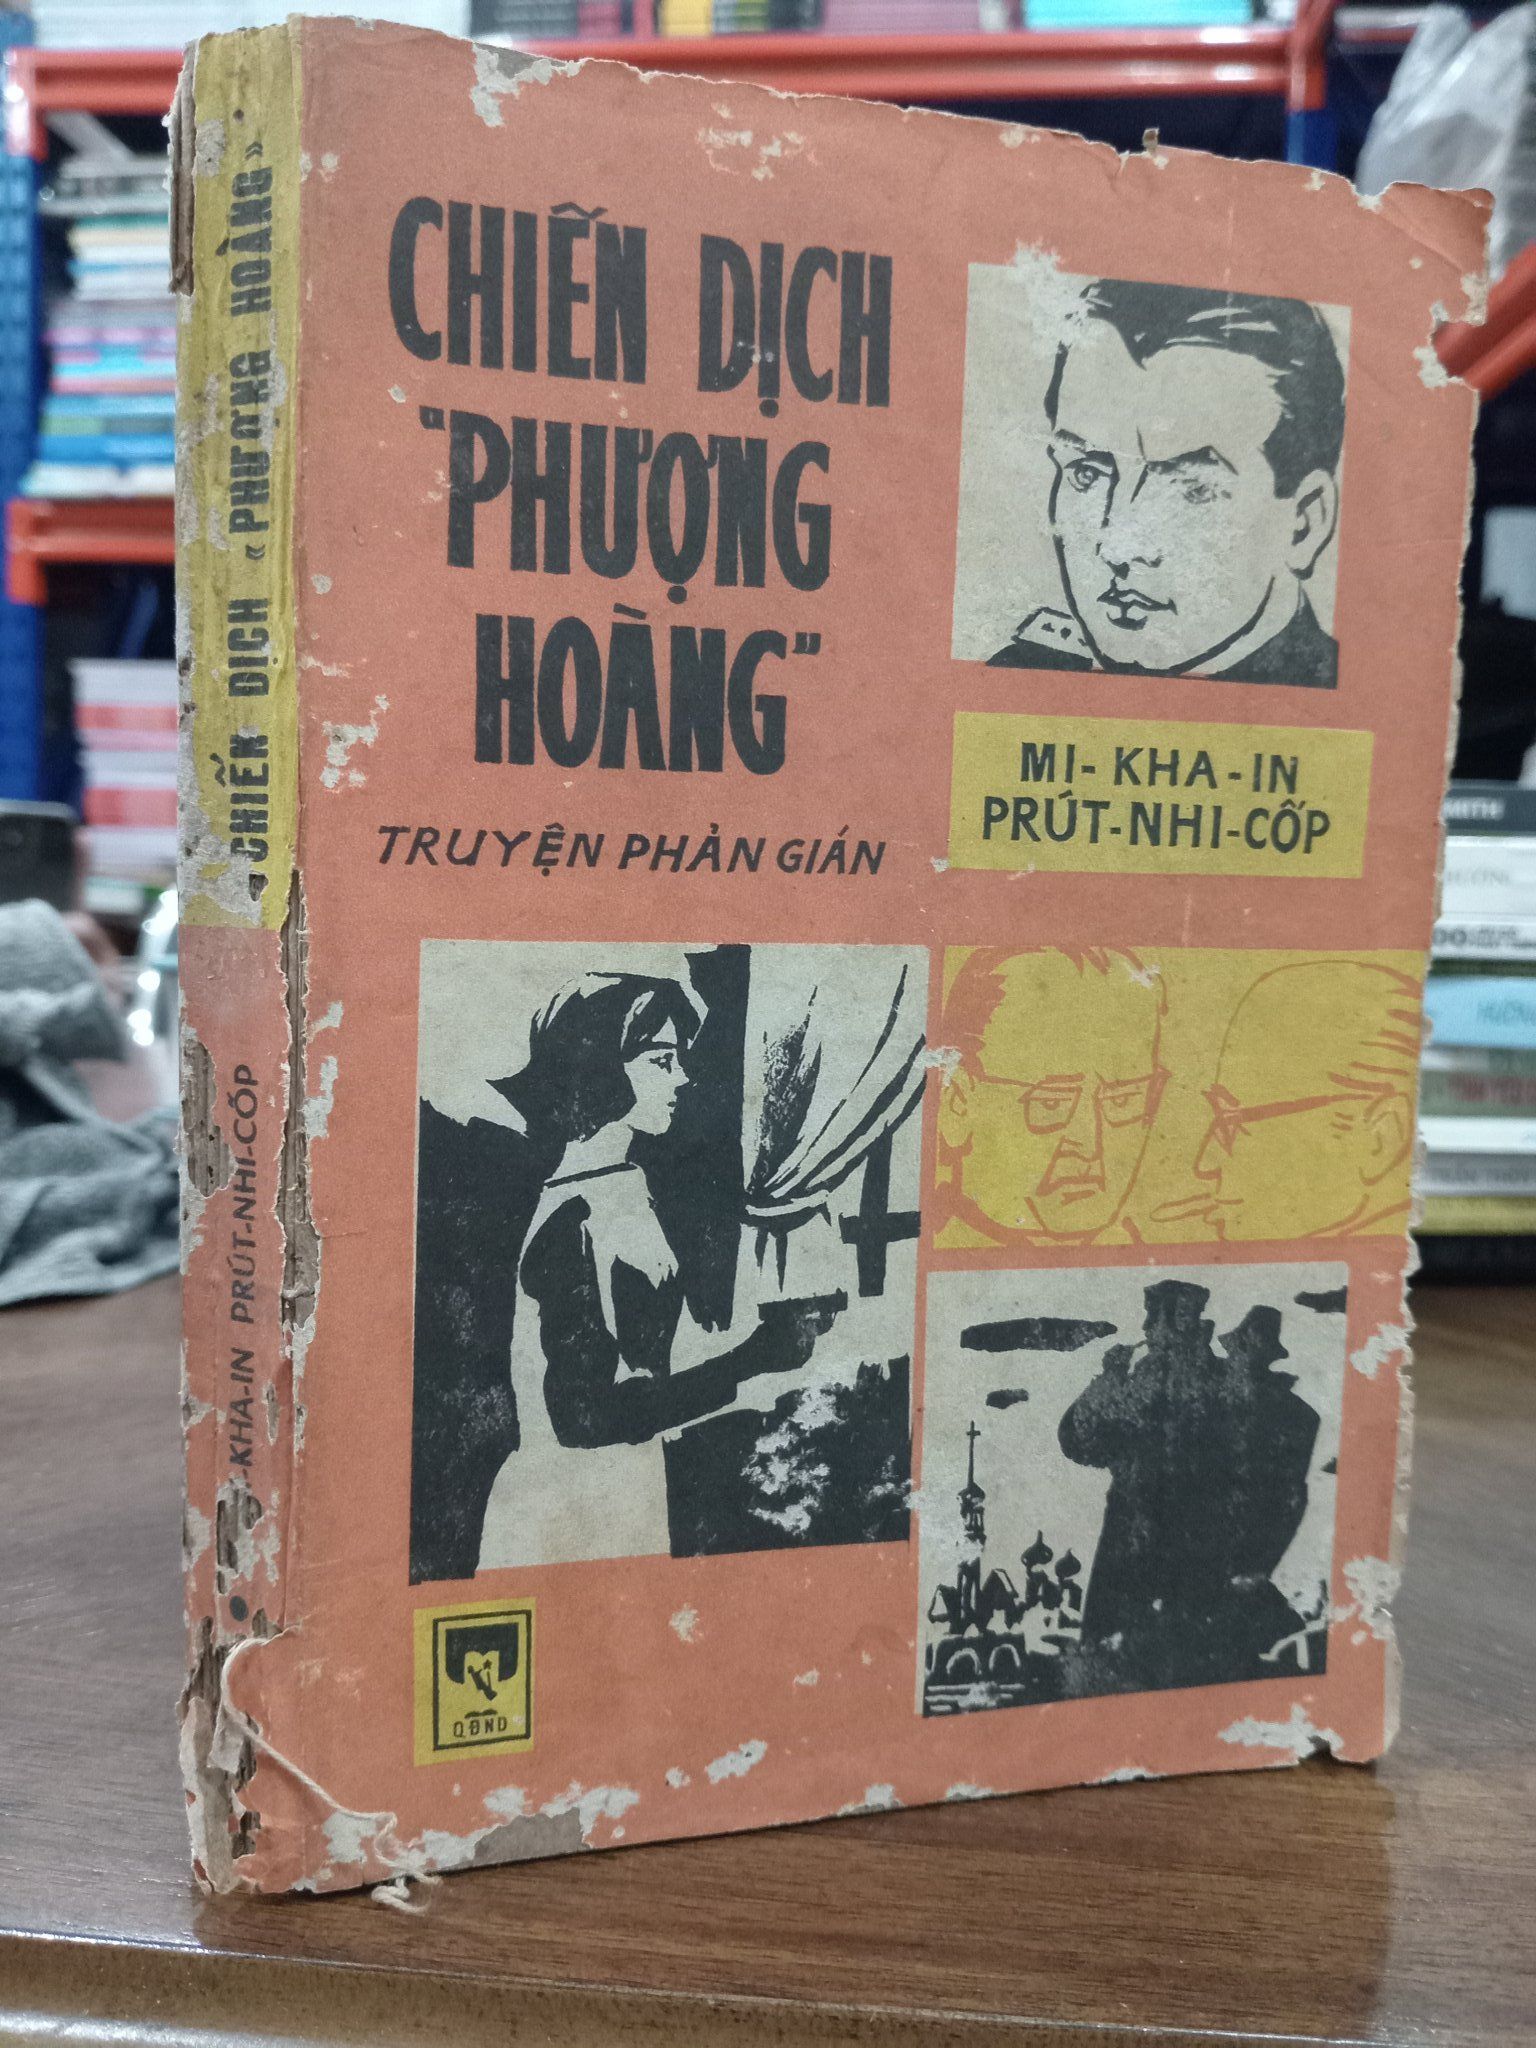 CHIẾN DỊCH
"PHƯỢNG
HOÀNG"
TRUYỆN PHẢN GIÁN
MI-KHA-IN
PRÚT-NHI-CỐP
QĐND
CHIẾN DỊCH « PHƯỢNG HOÀNG »
-KHA-IN PRÚT-NHI-CỐP